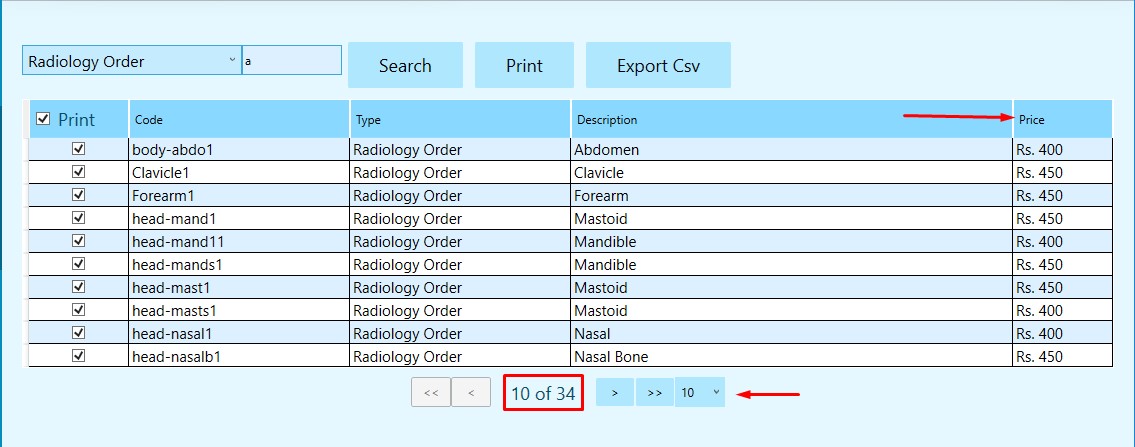 Radiology Order a Search Print Export Csv
Print Code Type Description Price
body-abdo1 Radiology Order Abdomen Rs. 400
Clavicle1 Radiology Order Clavicle Rs. 450
Forearm1 Radiology Order Forearm Rs. 450
head-mand1 Radiology Order Mastoid Rs. 450
head-mand11 Radiology Order Mandible Rs. 400
head-mands1 Radiology Order Mandible Rs. 450
head-mast1 Radiology Order Mastoid Rs. 450
head-masts1 Radiology Order Mastoid Rs. 400
head-nasal1 Radiology Order Nasal Rs. 400
head-nasalb1 Radiology Order Nasal Bone Rs. 450
<< < 10 of 34 > >> 10